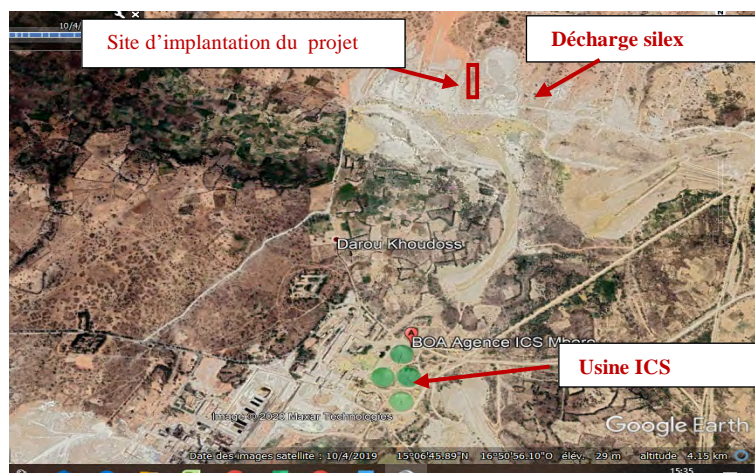 10/4/
Site d'implantation du projet
Décharge silex
Darou Khoudoss
A
BOA Agence ICS Mboro
Usine ICS
Image © 2020 Maxar Technologies
Google Earth
Date des images satellite : 10/4/2019 15°06'45.89"N 16°50'56.10"O élév. 29 m altitude 4.15 km
15:35